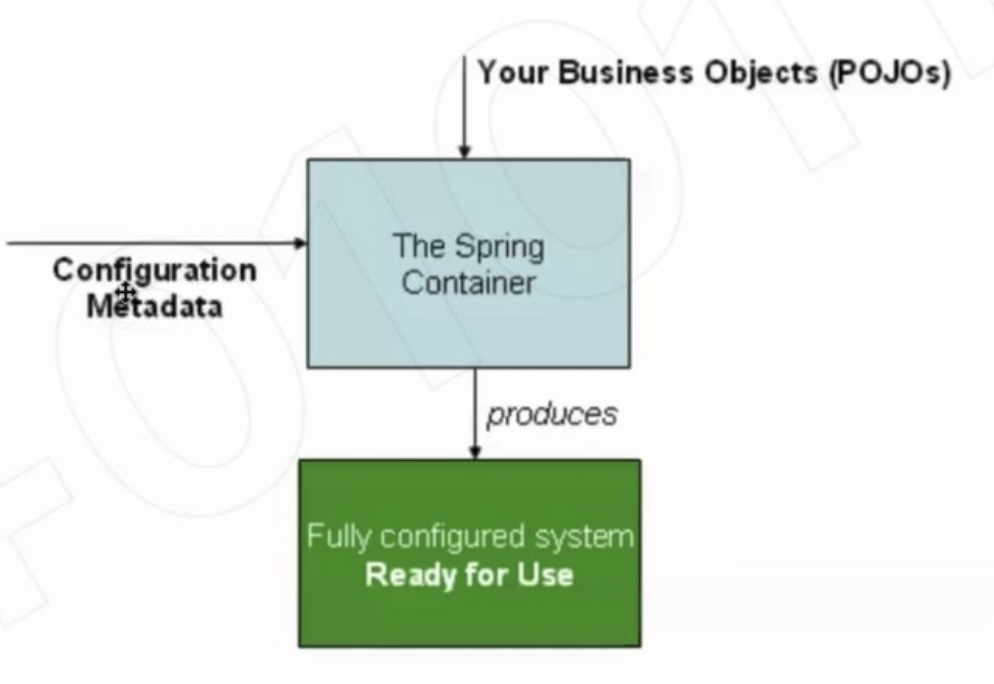 Your Business Objects (POJOs)
The Spring
Container
Configuration
Metadata
produces
Fully configured system
Ready for Use